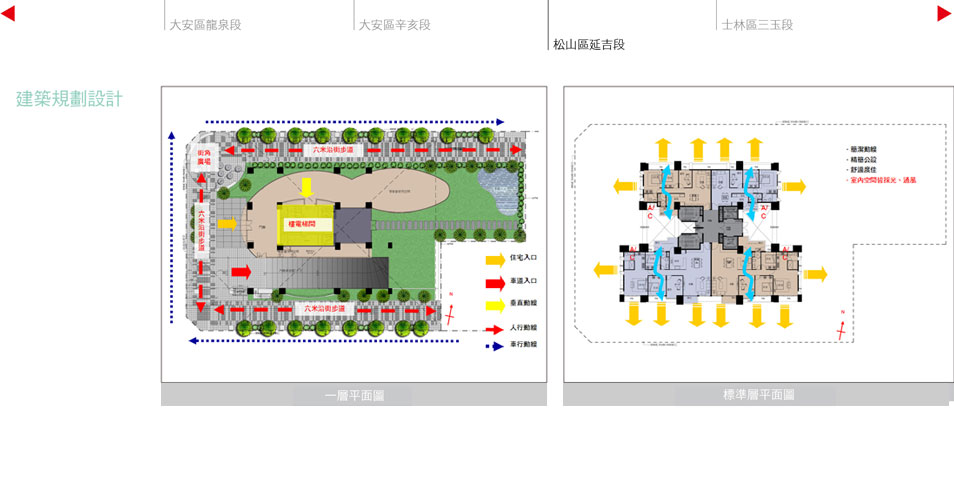 大安區龍泉段
大安區辛亥段
松山區延吉段
士林區三玉段
建築規劃設計
街角
廣場
六米沿街步道
六米沿街步道
樓電梯間
門廳
六米沿街步道
住宅入口
車道入口
垂直動線
人行動線
車行動線
N
一層平面圖
・簡潔動線
・精緻公設
・舒適居住
・室內空間皆採光、通風
A/C
A/C
A/C
A/C
N
標準層平面圖